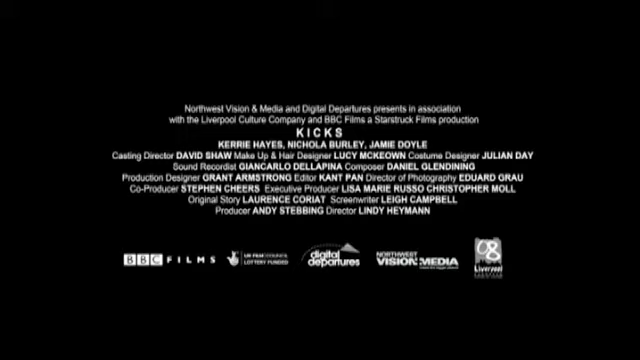 Northwest Vision & Media and Digital Departures presents in association
with the Liverpool Culture Company and BBC Films a Starstruck Films production
KICKS
KERRIE HAYES, NICHOLA BURLEY, JAMIE DOYLE
Casting Director DAVID SHAW Make Up & Hair Designer LUCY MCKEOWN Costume Designer JULIAN DAY
Sound Recordist GIANCARLO DELLAPINA Composer DANIEL GLENDINING
Production Designer GRANT ARMSTRONG Editor KANT PAN Director of Photography EDUARD GRAU
Co-Producer STEPHEN CHEERS Executive Producer LISA MARIE RUSSO CHRISTOPHER MOLL
Original Story LAURENCE CORIAT Screenwriter LEIGH CAMPBELL
Producer ANDY STEBBING Director LINDY HEYMANN
BBC FILMS
UK FILM COUNCIL
LOTTERY FUNDED
digital
departures
NORTHWEST
VISION+MEDIA
08
Liverpool